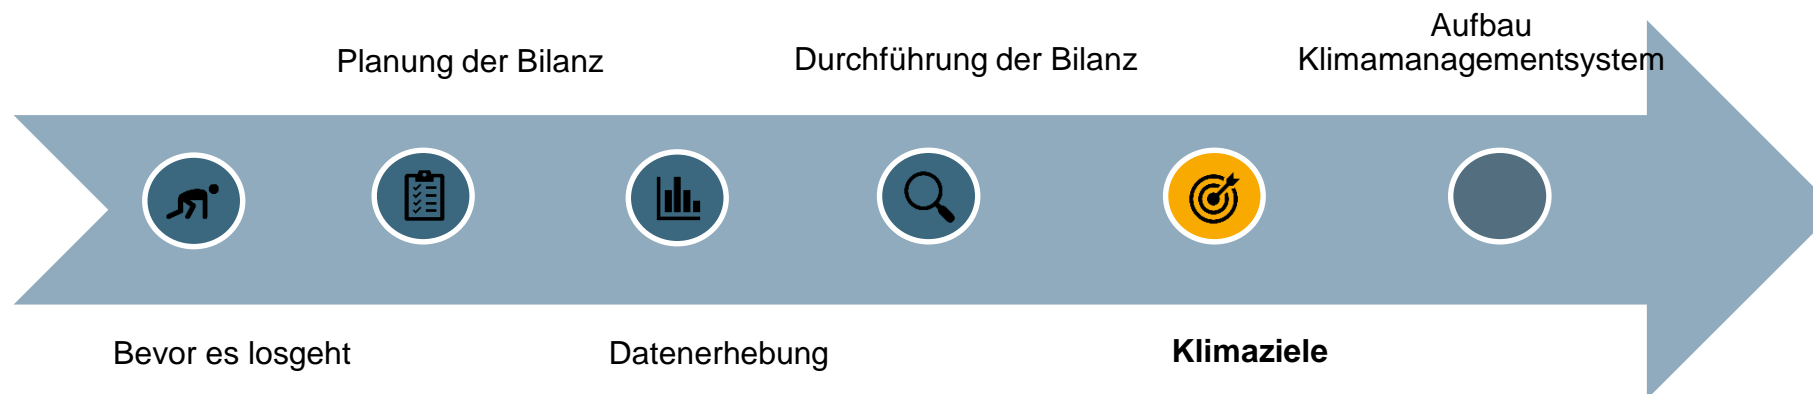 Planung der Bilanz
Durchführung der Bilanz
Aufbau
Klimamanagementsystem
Bevor es losgeht
Datenerhebung
Klimaziele